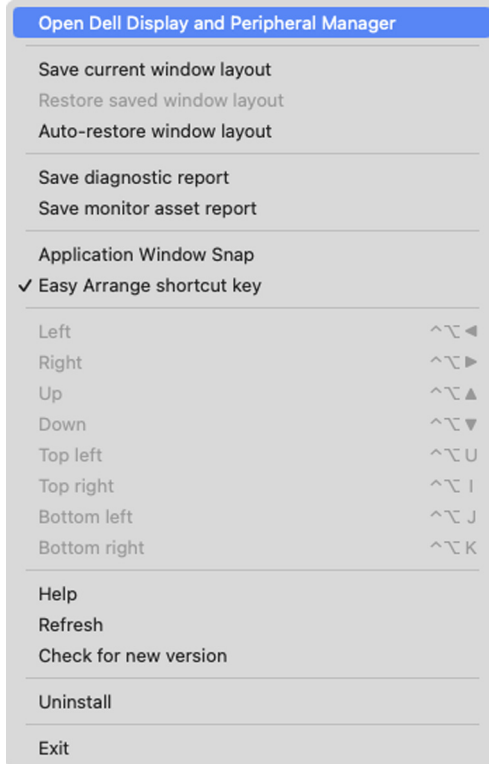 Open Dell Display and Peripheral Manager
Save current window layout
Restore saved window layout
Auto-restore window layout
Save diagnostic report
Save monitor asset report
Application Window Snap
✓ Easy Arrange shortcut key
Left ^⌥◀
Right ^⌥▶
Up ^⌥▲
Down ^⌥▼
Top left ^⌥U
Top right ^⌥I
Bottom left ^⌥J
Bottom right ^⌥K
Help
Refresh
Check for new version
Uninstall
Exit